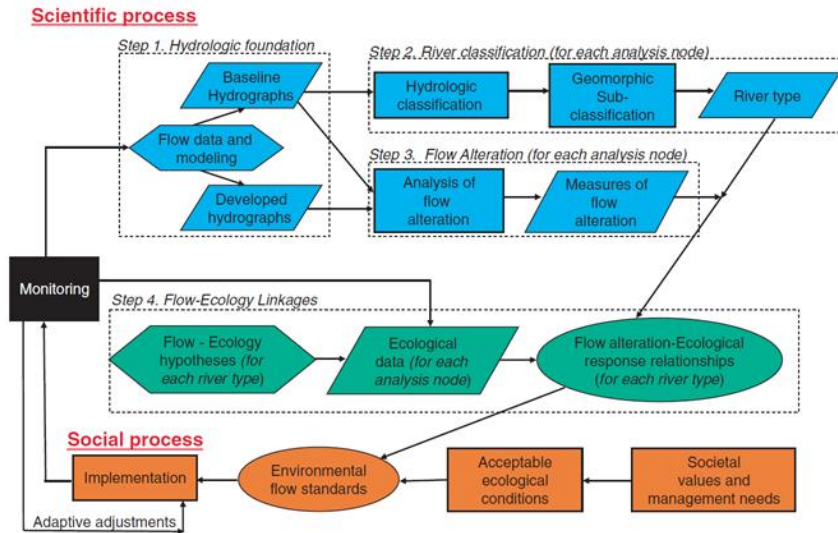 Scientific process
Step 1. Hydrologic foundation
Step 2. River classification (for each analysis node)
Baseline
Hydrographs
Hydrologic
classification
Geomorphic
Sub-
classification
River type
Flow data and
modeling
Step 3. Flow Alteration (for each analysis node)
Developed
hydrographs
Analysis of
flow
alteration
Measures of
flow
alteration
Monitoring
Step 4. Flow-Ecology Linkages
Flow - Ecology
hypotheses (for
each river type)
Ecological
data (for each
analysis node)
Flow alteration-Ecological
response relationships
(for each river type)
Social process
Implementation
Environmental
flow standards
Acceptable
ecological
conditions
Societal
values and
management needs
Adaptive adjustments